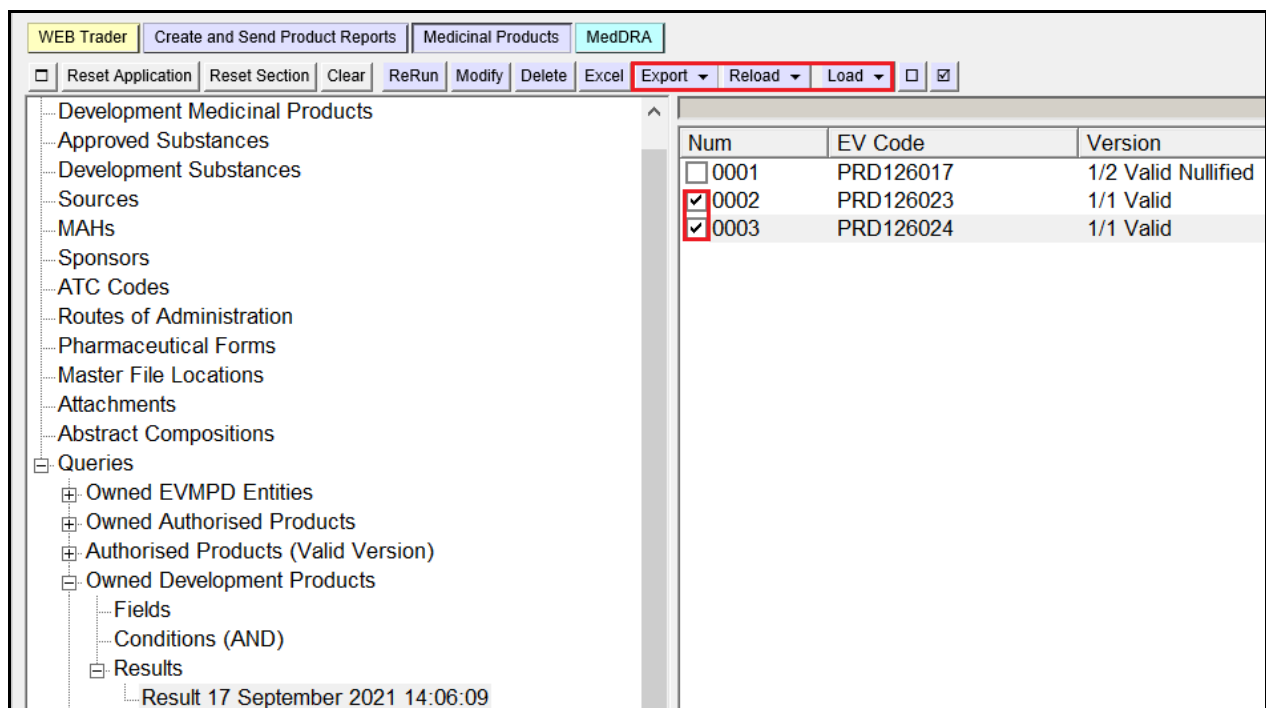 WEB Trader Create and Send Product Reports Medicinal Products MedDRA
Reset Application Reset Section Clear ReRun Modify Delete Excel Export Reload Load
Development Medicinal Products
Approved Substances
Development Substances
Sources
MAHs
Sponsors
ATC Codes
Routes of Administration
Pharmaceutical Forms
Master File Locations
Attachments
Abstract Compositions
Queries
Owned EVMPD Entities
Owned Authorised Products
Authorised Products (Valid Version)
Owned Development Products
Fields
Conditions (AND)
Results
Result 17 September 2021 14:06:09
Num EV Code Version
0001 PRD126017 1/2 Valid Nullified
0002 PRD126023 1/1 Valid
0003 PRD126024 1/1 Valid